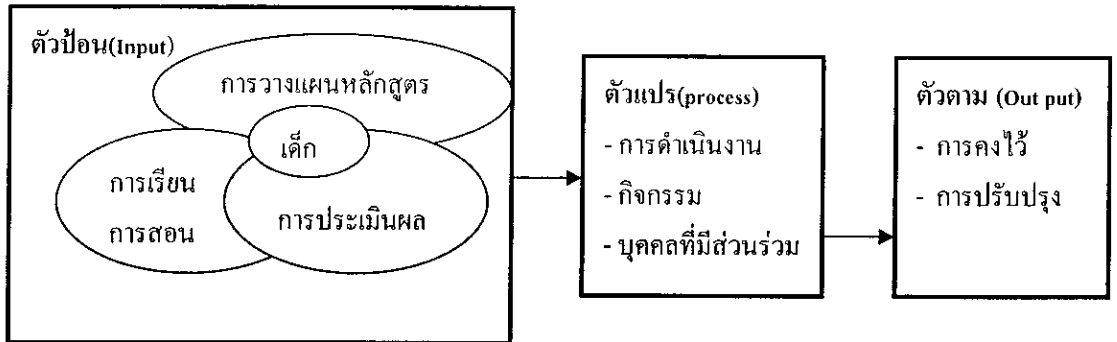 ตัวป้อน(Input)
การวางแผนหลักสูตร
เด็ก
การเรียน
การสอน
การประเมินผล
ตัวแปร(process)
- การดำเนินงาน
- กิจกรรม
- บุคคลที่มีส่วนร่วม
ตัวตาม (Out put)
- การคงไว้
- การปรับปรุง